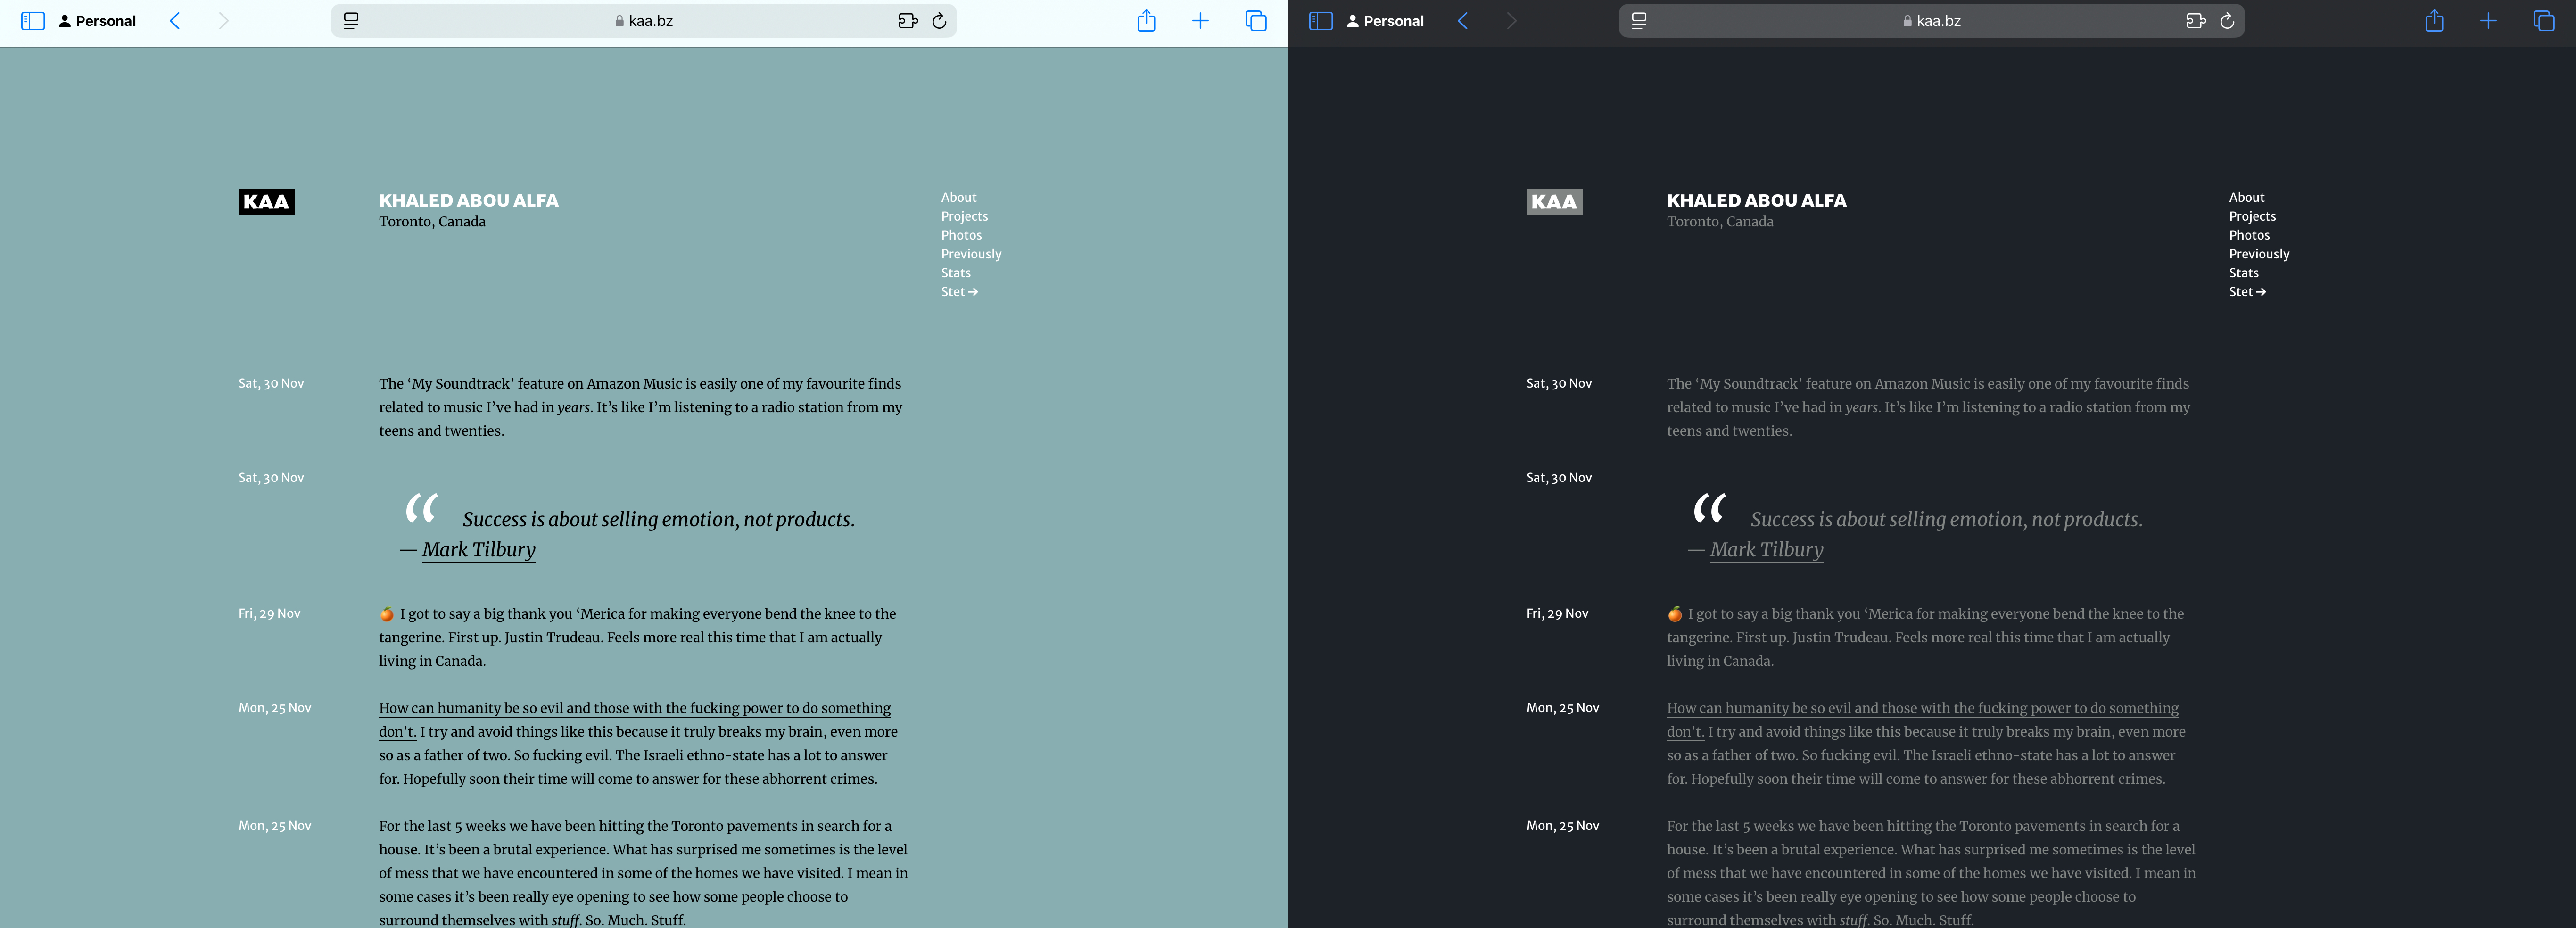 Personal
kaa.bz
KAA
KHALED ABOU ALFA
Toronto, Canada
About
Projects
Photos
Previously
Stats
Stet →
Sat, 30 Nov
The ‘My Soundtrack’ feature on Amazon Music is easily one of my favourite finds
related to music I’ve had in years. It’s like I’m listening to a radio station from my
teens and twenties.
Sat, 30 Nov
“ Success is about selling emotion, not products.
— Mark Tilbury
Fri, 29 Nov
🍊 I got to say a big thank you ‘Merica for making everyone bend the knee to the
tangerine. First up. Justin Trudeau. Feels more real this time that I am actually
living in Canada.
Mon, 25 Nov
How can humanity be so evil and those with the fucking power to do something
don’t. I try and avoid things like this because it truly breaks my brain, even more
so as a father of two. So fucking evil. The Israeli ethno-state has a lot to answer
for. Hopefully soon their time will come to answer for these abhorrent crimes.
Mon, 25 Nov
For the last 5 weeks we have been hitting the Toronto pavements in search for a
house. It’s been a brutal experience. What has surprised me sometimes is the level
of mess that we have encountered in some of the homes we have visited. I mean in
some cases it’s been really eye opening to see how some people choose to
surround themselves with stuff. So. Much. Stuff.
Personal
kaa.bz
KAA
KHALED ABOU ALFA
Toronto, Canada
About
Projects
Photos
Previously
Stats
Stet →
Sat, 30 Nov
The ‘My Soundtrack’ feature on Amazon Music is easily one of my favourite finds
related to music I’ve had in years. It’s like I’m listening to a radio station from my
teens and twenties.
Sat, 30 Nov
“ Success is about selling emotion, not products.
— Mark Tilbury
Fri, 29 Nov
🍊 I got to say a big thank you ‘Merica for making everyone bend the knee to the
tangerine. First up. Justin Trudeau. Feels more real this time that I am actually
living in Canada.
Mon, 25 Nov
How can humanity be so evil and those with the fucking power to do something
don’t. I try and avoid things like this because it truly breaks my brain, even more
so as a father of two. So fucking evil. The Israeli ethno-state has a lot to answer
for. Hopefully soon their time will come to answer for these abhorrent crimes.
Mon, 25 Nov
For the last 5 weeks we have been hitting the Toronto pavements in search for a
house. It’s been a brutal experience. What has surprised me sometimes is the level
of mess that we have encountered in some of the homes we have visited. I mean in
some cases it’s been really eye opening to see how some people choose to
surround themselves with stuff. So. Much. Stuff.